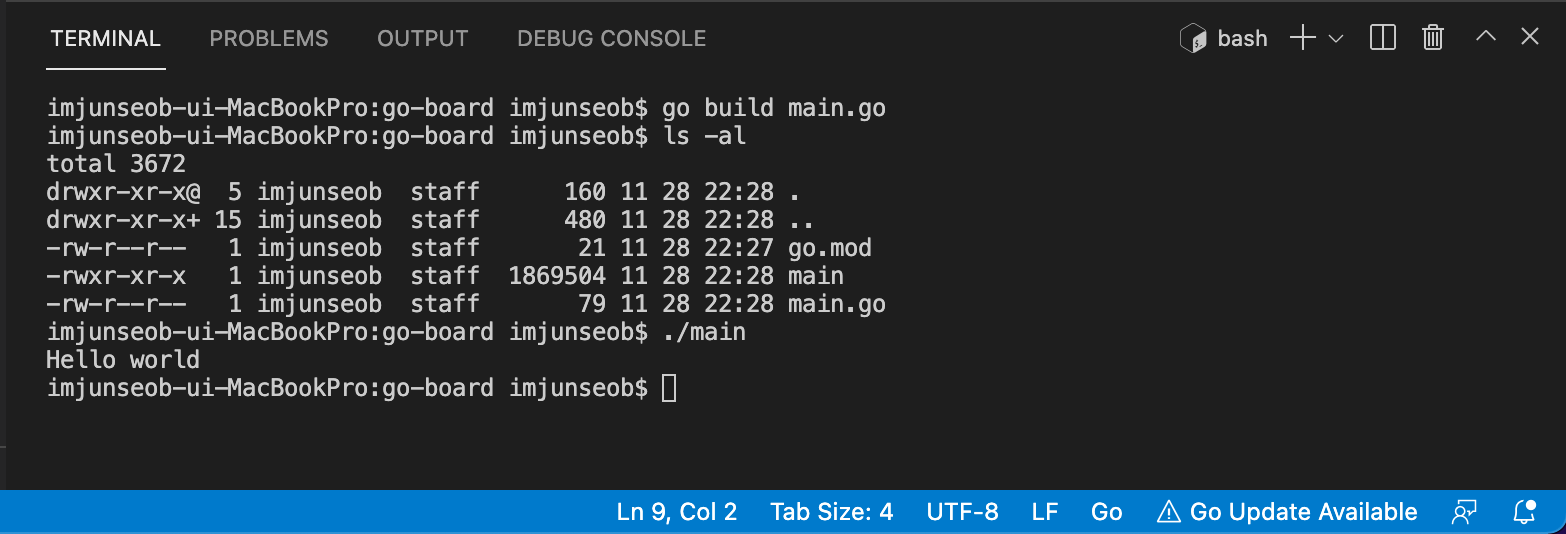 TERMINAL PROBLEMS OUTPUT DEBUG CONSOLE bash
imjunseob-ui-MacBookPro:go-board imjunseob$ go build main.go
imjunseob-ui-MacBookPro:go-board imjunseob$ ls -al
total 3672
drwxr-xr-x@  5 imjunseob  staff      160 11 28 22:28 .
drwxr-xr-x+ 15 imjunseob  staff      480 11 28 22:28 ..
-rw-r--r--   1 imjunseob  staff       21 11 28 22:27 go.mod
-rwxr-xr-x   1 imjunseob  staff  1869504 11 28 22:28 main
-rw-r--r--   1 imjunseob  staff       79 11 28 22:28 main.go
imjunseob-ui-MacBookPro:go-board imjunseob$ ./main
Hello world
imjunseob-ui-MacBookPro:go-board imjunseob$
Ln 9, Col 2 Tab Size: 4 UTF-8 LF Go Go Update Available